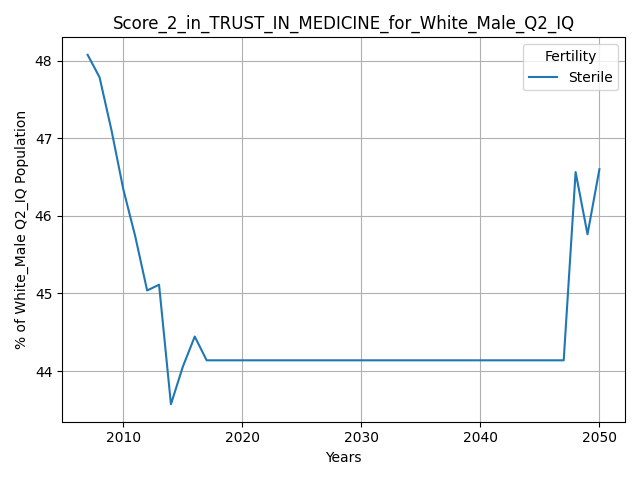 Score_2_in_TRUST_IN_MEDICINE_for_White_Male_Q2_IQ
Fertility
Sterile
% of White_Male Q2_IQ Population
48
47
46
45
44
2010
2020
2030
2040
2050
Years